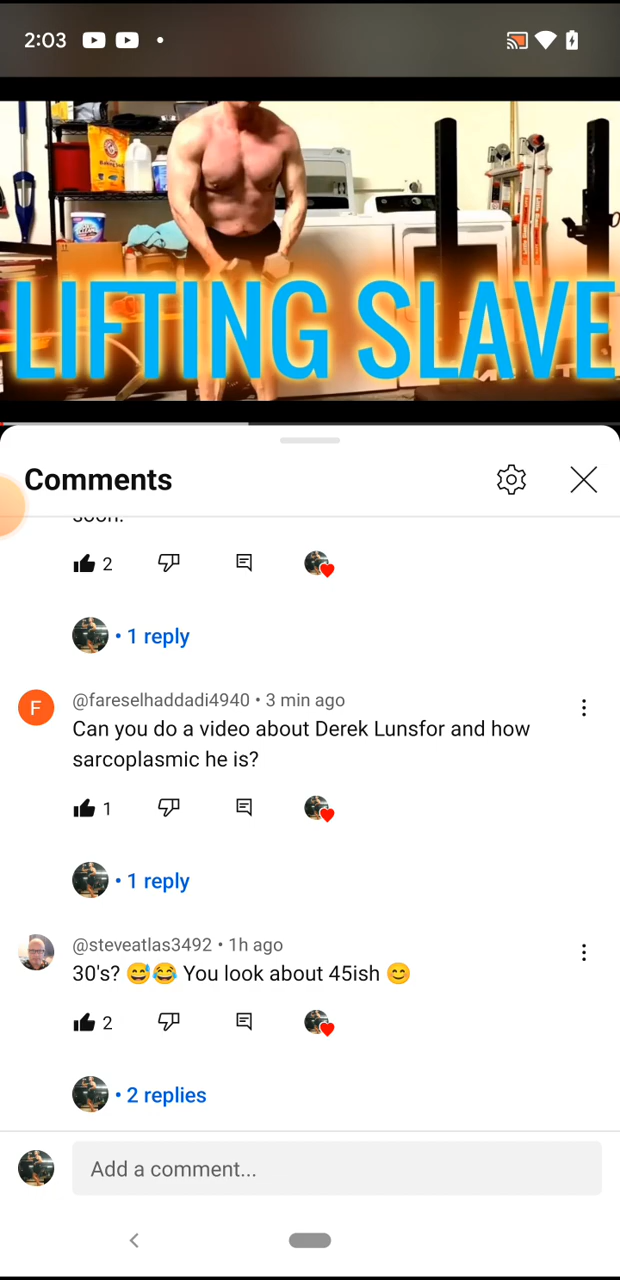 2:03
LIFTING SLAVE
Comments
soon!
2
• 1 reply
F
@fareselhaddadi4940 • 3 min ago
Can you do a video about Derek Lunsfor and how
sarcoplasmic he is?
1
• 1 reply
@steveatlas3492 • 1h ago
30's? 😅😂 You look about 45ish 😊
2
• 2 replies
Add a comment...